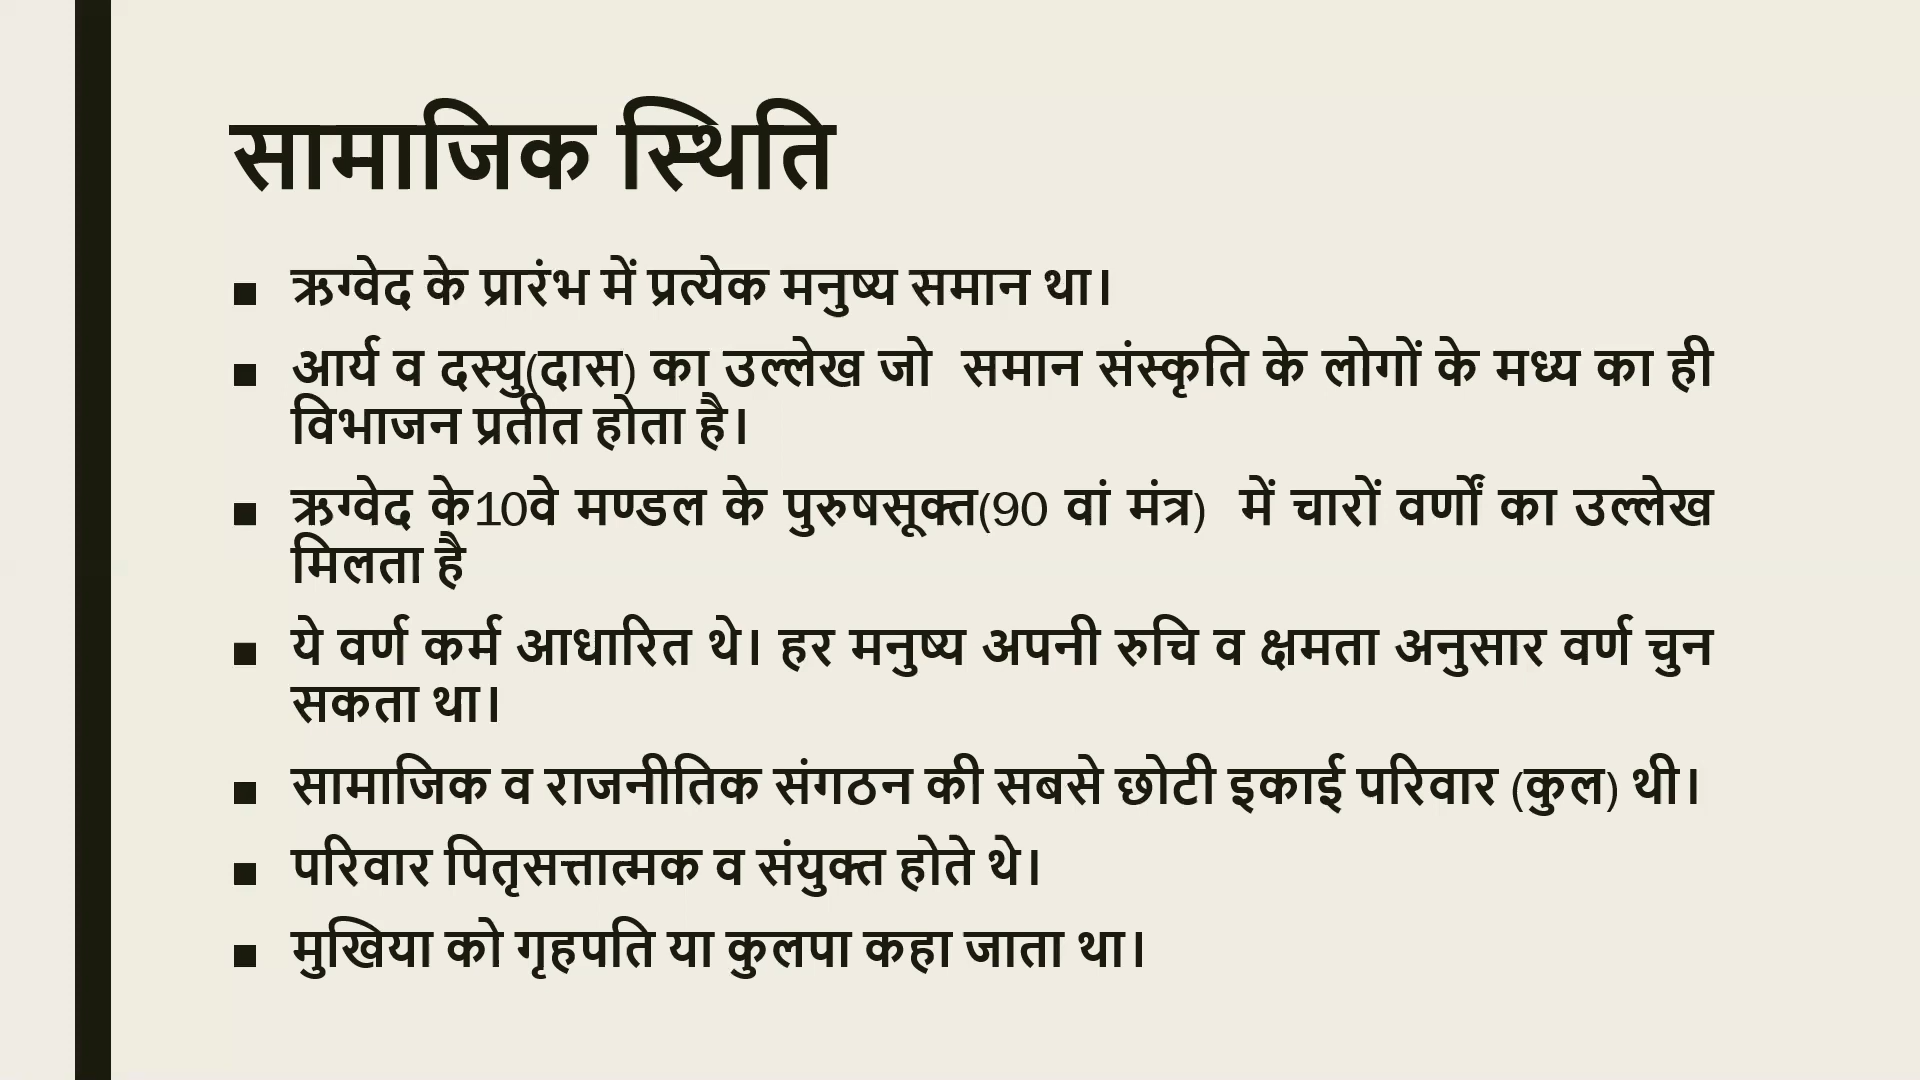 सामाजिक स्थिति
■ ऋग्वेद के प्रारंभ में प्रत्येक मनुष्य समान था।
■ आर्य व दस्यु(दास) का उल्लेख जो  समान संस्कृति के लोगों के मध्य का ही
विभाजन प्रतीत होता है।
■ ऋग्वेद के10वे मण्डल के पुरुषसूक्त(90 वां मंत्र)  में चारों वर्णों का उल्लेख
मिलता है
■ ये वर्ण कर्म आधारित थे। हर मनुष्य अपनी रुचि व क्षमता अनुसार वर्ण चुन
सकता था।
■ सामाजिक व राजनीतिक संगठन की सबसे छोटी इकाई परिवार (कुल) थी।
■ परिवार पितृसत्तात्मक व संयुक्त होते थे।
■ मुखिया को गृहपति या कुलपा कहा जाता था।